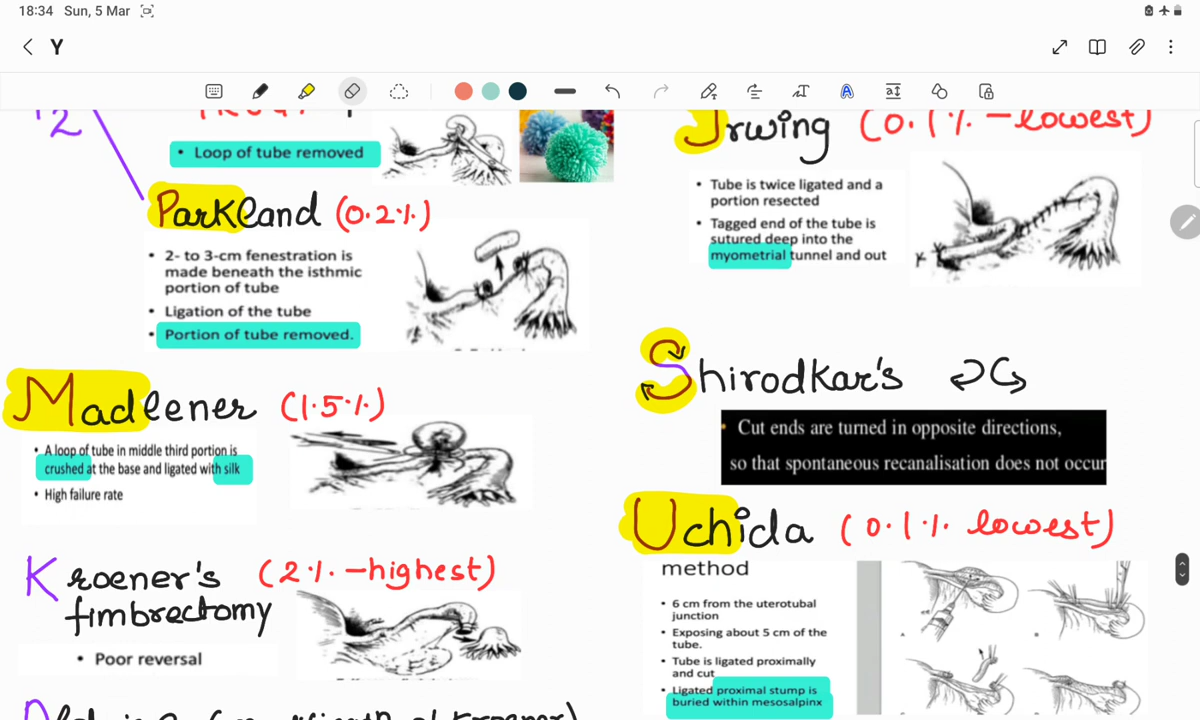 18:34 Sun, 5 Mar
Y
• Loop of tube removed
Parkland (0.2%)
• 2- to 3-cm fenestration is
made beneath the isthmic
portion of tube
• Ligation of the tube
• Portion of tube removed.
Madlener (1.5%)
• A loop of tube in middle third portion is
crushed at the base and ligated with silk
• High failure rate
Kroener's (2% - highest)
fimbrectomy
• Poor reversal
Irwing (0.1% - lowest)
• Tube is twice ligated and a
portion resected
• Tagged end of the tube is
sutured deep into the
myometrial tunnel and out
Shirodkar's
• Cut ends are turned in opposite directions,
so that spontaneous recanalisation does not occur
Uchida (0.1% lowest)
method
• 6 cm from the uterotubal
junction
• Exposing about 5 cm of the
tube.
• Tube is ligated proximally
and cut
• Ligated proximal stump is
buried within mesosalpinx